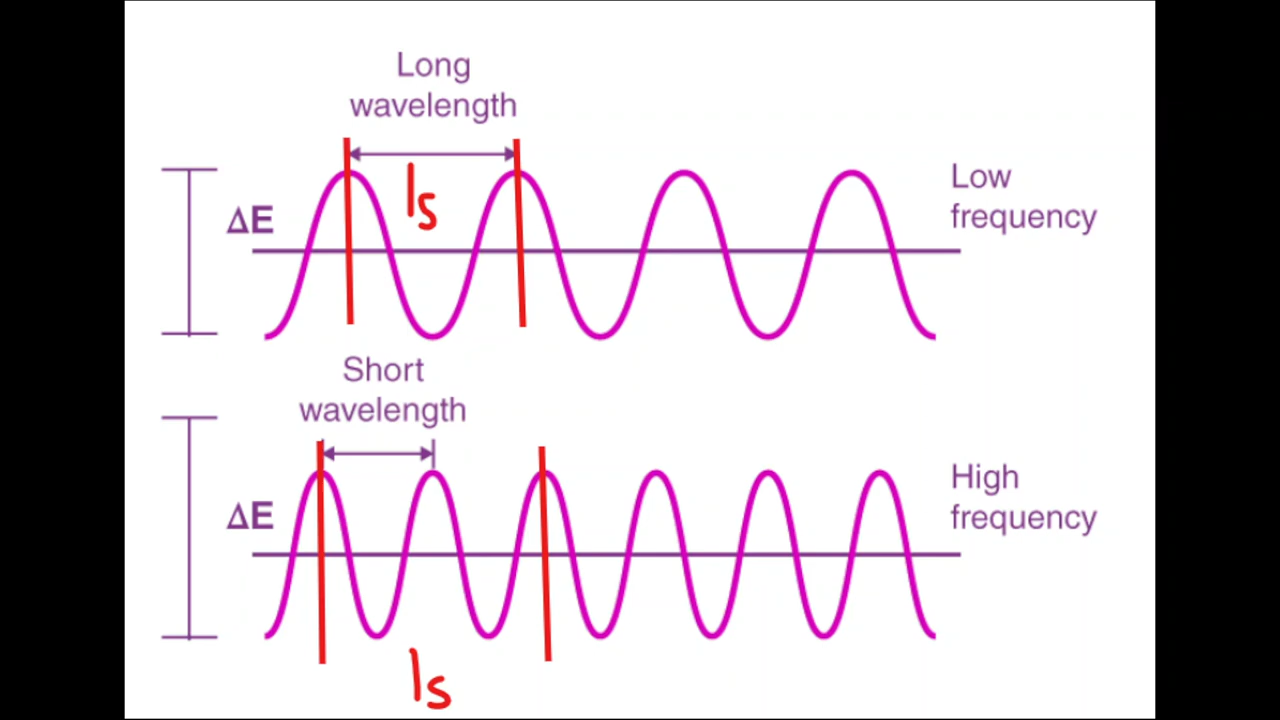 Long
wavelength
1s
Low
frequency
ΔE
Short
wavelength
High
frequency
ΔE
1s